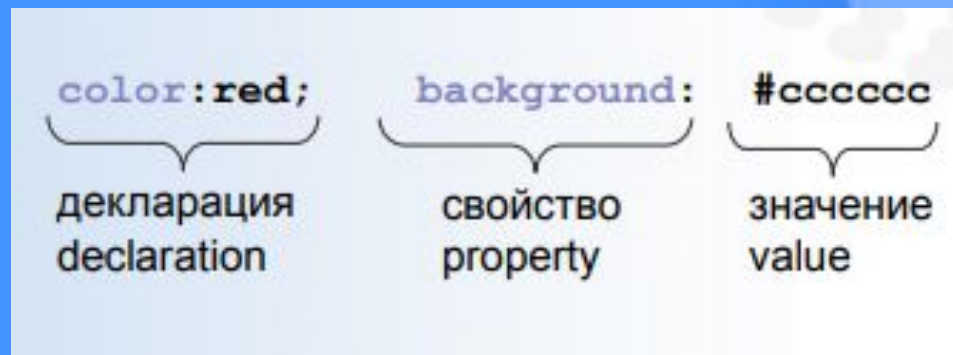 color:red; background: #cccccc
декларация свойство значение
declaration property value